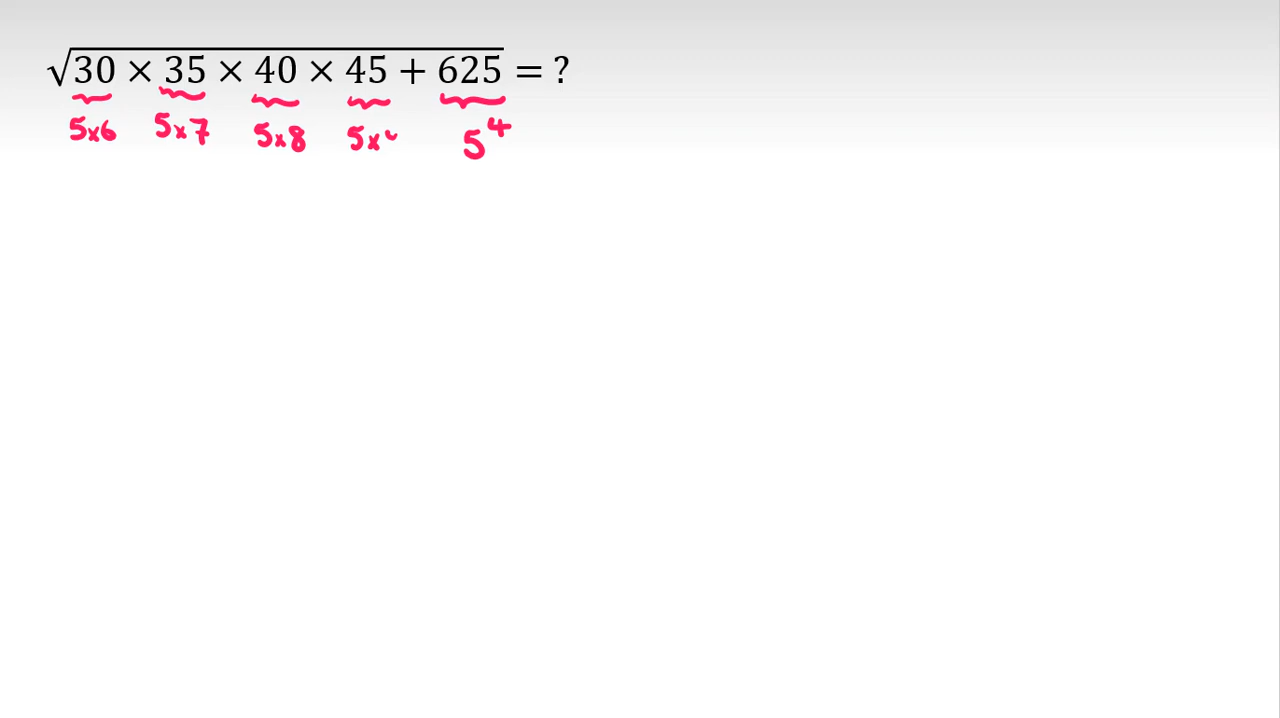 √30 × 35 × 40 × 45 + 625 = ?
5x6 5x7 5x8 5x 5⁴